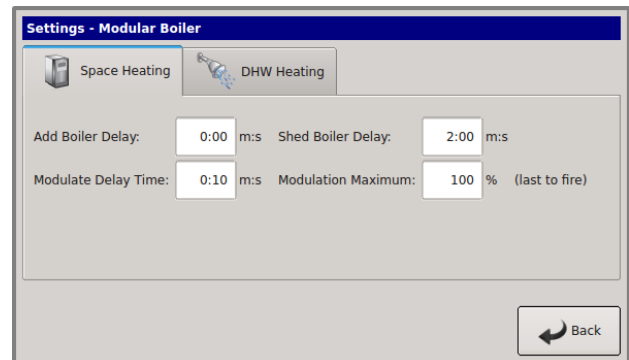 Settings - Modular Boiler
Space Heating
DHW Heating
Add Boiler Delay: 0:00 m:s Shed Boiler Delay: 2:00 m:s
Modulate Delay Time: 0:10 m:s Modulation Maximum: 100 % (last to fire)
Back